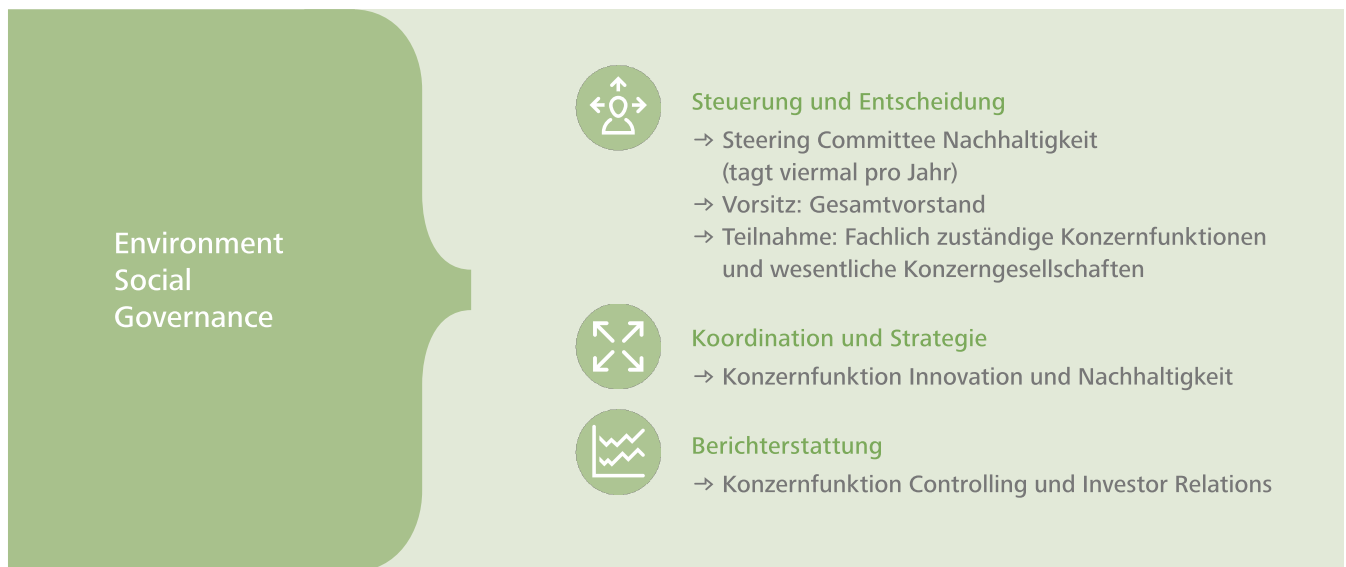 Environment
Social
Governance
Steuerung und Entscheidung
→ Steering Committee Nachhaltigkeit
(tagt viermal pro Jahr)
→ Vorsitz: Gesamtvorstand
→ Teilnahme: Fachlich zuständige Konzernfunktionen
und wesentliche Konzerngesellschaften
Koordination und Strategie
→ Konzernfunktion Innovation und Nachhaltigkeit
Berichterstattung
→ Konzernfunktion Controlling und Investor Relations